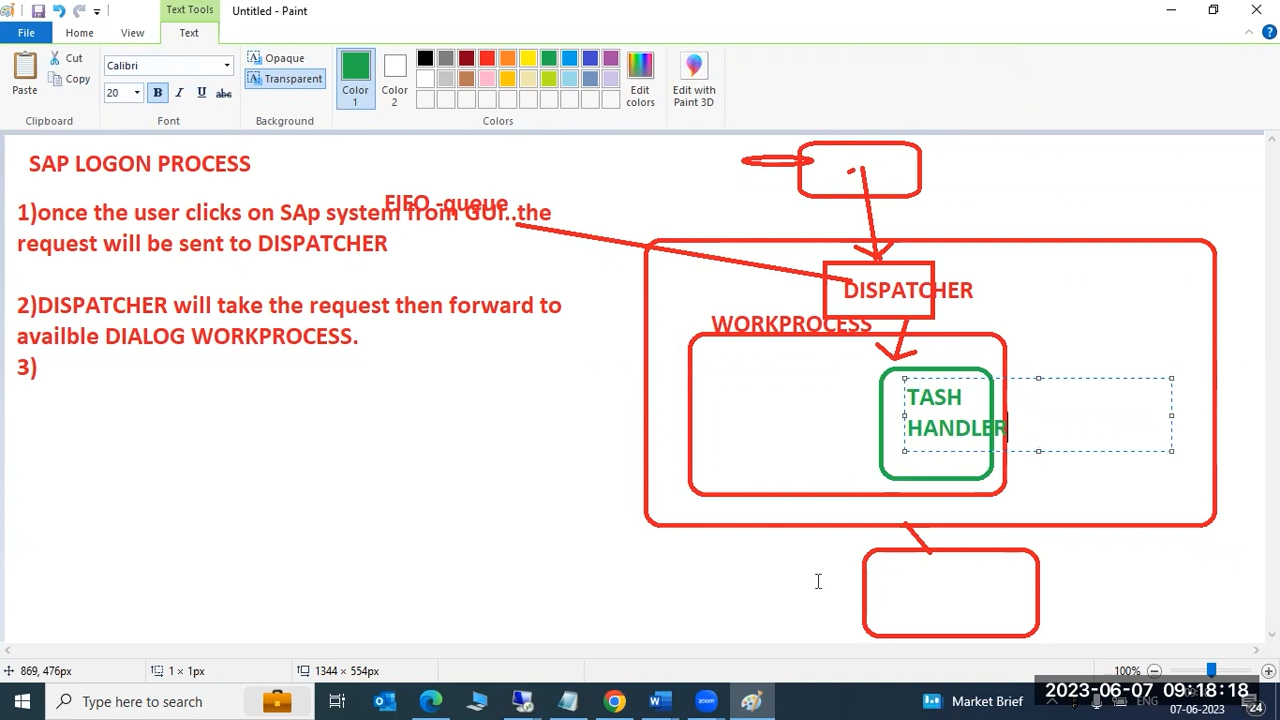 Text Tools
Untitled - Paint
File
Home
View
Text
Paste
Cut
Copy
Clipboard
Calibri
20
B
I
U
abc
Font
Opaque
Transparent
Background
Color 1
Color 2
Edit colors
Colors
Edit with Paint 3D
SAP LOGON PROCESS
FIFO -queue
1)once the user clicks on SAp system from GUI..the
request will be sent to DISPATCHER
2)DISPATCHER will take the request then forward to
availble DIALOG WORKPROCESS.
3)
DISPATCHER
WORKPROCESS
TASH
HANDLER
869, 476px
1 × 1px
1344 × 554px
100%
Type here to search
Market Brief
2023-06-07 09:18:18
ENG
07-06-2023
24